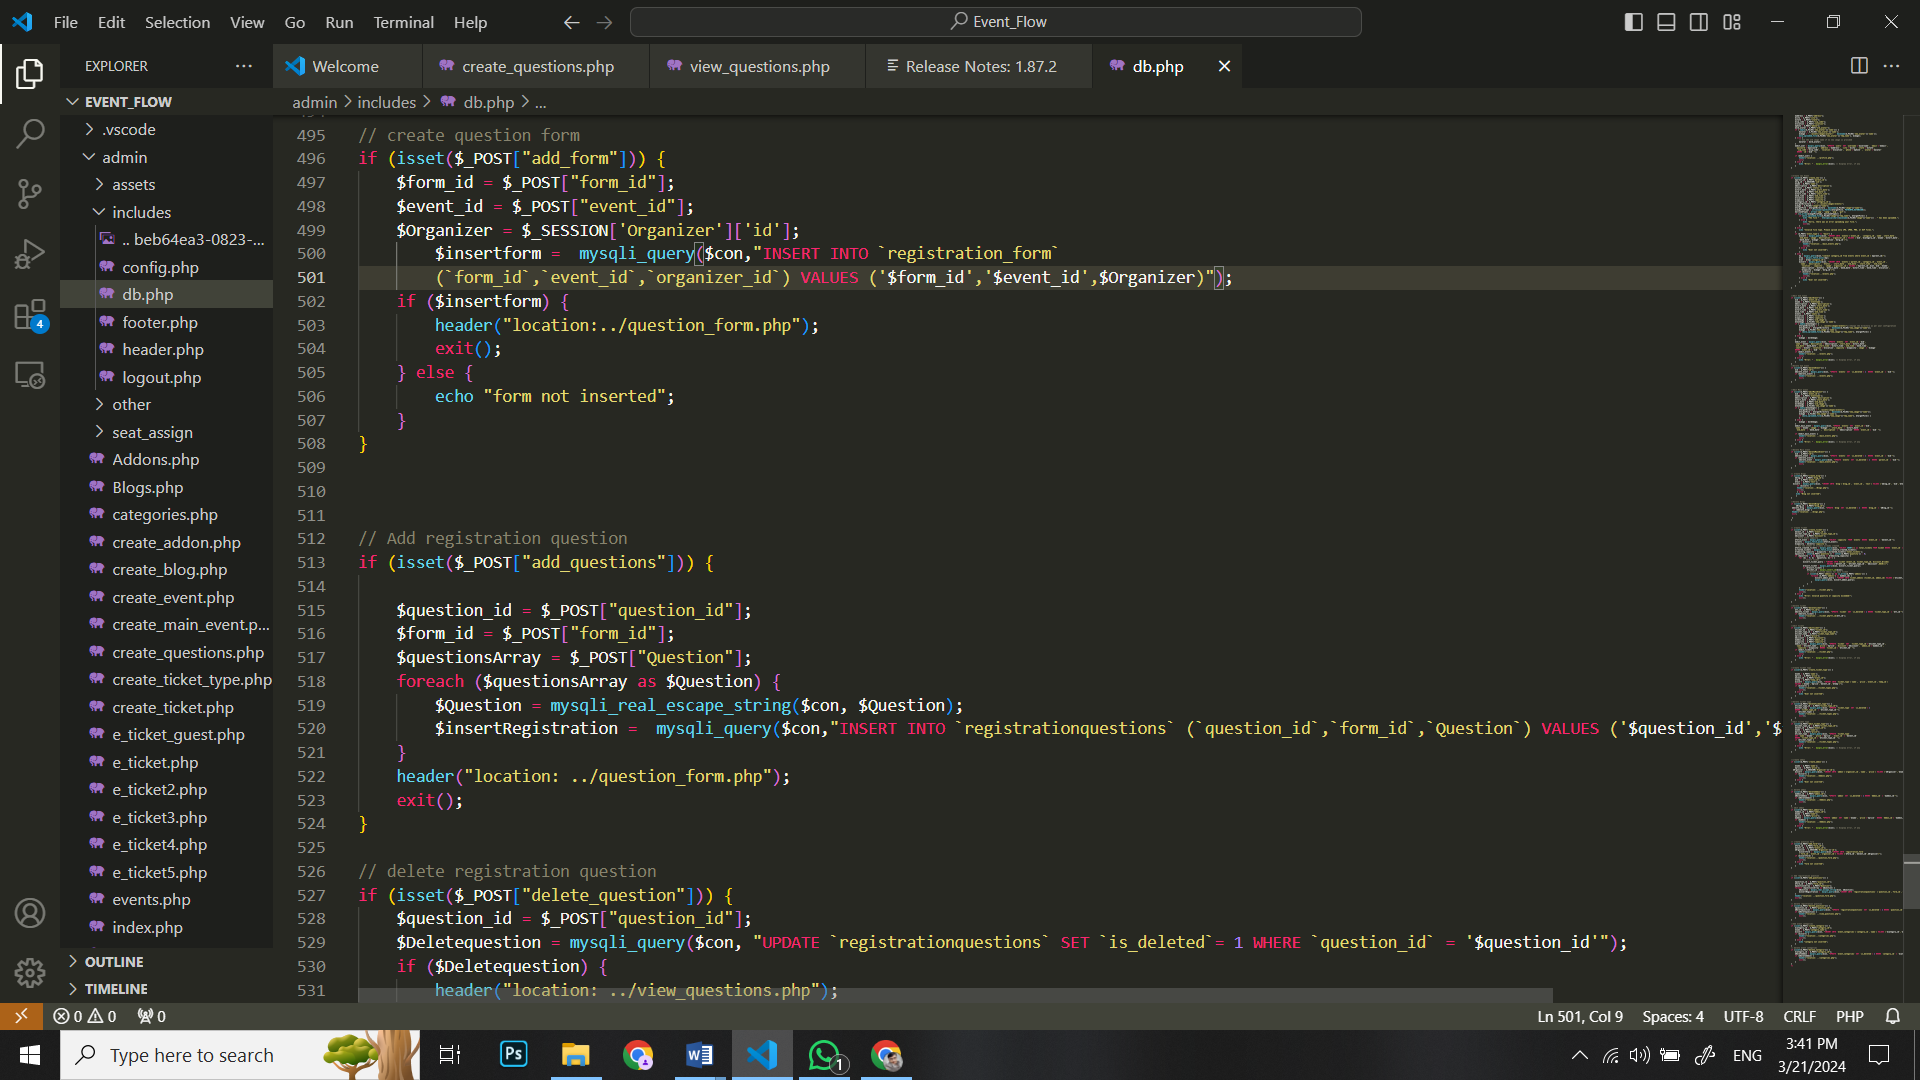 File Edit Selection View Go Run Terminal Help
Event_Flow
EXPLORER
Welcome
create_questions.php
view_questions.php
Release Notes: 1.87.2
db.php
EVENT_FLOW
admin > includes > db.php > ...
.vscode
admin
assets
includes
.. beb64ea3-0823-...
config.php
db.php
footer.php
header.php
logout.php
other
seat_assign
Addons.php
Blogs.php
categories.php
create_addon.php
create_blog.php
create_event.php
create_main_event.p...
create_questions.php
create_ticket_type.php
create_ticket.php
e_ticket_guest.php
e_ticket.php
e_ticket2.php
e_ticket3.php
e_ticket4.php
e_ticket5.php
events.php
index.php
OUTLINE
TIMELINE
4
495 // create question form
496 if (isset($_POST["add_form"])) {
497 $form_id = $_POST["form_id"];
498 $event_id = $_POST["event_id"];
499 $Organizer = $_SESSION['Organizer']['id'];
500 $insertform =  mysqli_query($con,"INSERT INTO `registration_form`
501 (`form_id`,`event_id`,`organizer_id`) VALUES ('$form_id','$event_id',$Organizer)");
502 if ($insertform) {
503 header("location:../question_form.php");
504 exit();
505 } else {
506 echo "form not inserted";
507 }
508 }
509
510
511
512 // Add registration question
513 if (isset($_POST["add_questions"])) {
514
515 $question_id = $_POST["question_id"];
516 $form_id = $_POST["form_id"];
517 $questionsArray = $_POST["Question"];
518 foreach ($questionsArray as $Question) {
519 $Question = mysqli_real_escape_string($con, $Question);
520 $insertRegistration =  mysqli_query($con,"INSERT INTO `registrationquestions` (`question_id`,`form_id`,`Question`) VALUES ('$question_id','$
521 }
522 header("location: ../question_form.php");
523 exit();
524 }
525
526 // delete registration question
527 if (isset($_POST["delete_question"])) {
528 $question_id = $_POST["question_id"];
529 $Deletequestion = mysqli_query($con, "UPDATE `registrationquestions` SET `is_deleted`= 1 WHERE `question_id` = '$question_id'");
530 if ($Deletequestion) {
531 header("location: ../view_questions.php");
0 0 0
Ln 501, Col 9 Spaces: 4 UTF-8 CRLF PHP
Type here to search
Ps
W
1
ENG
3:41 PM
3/21/2024